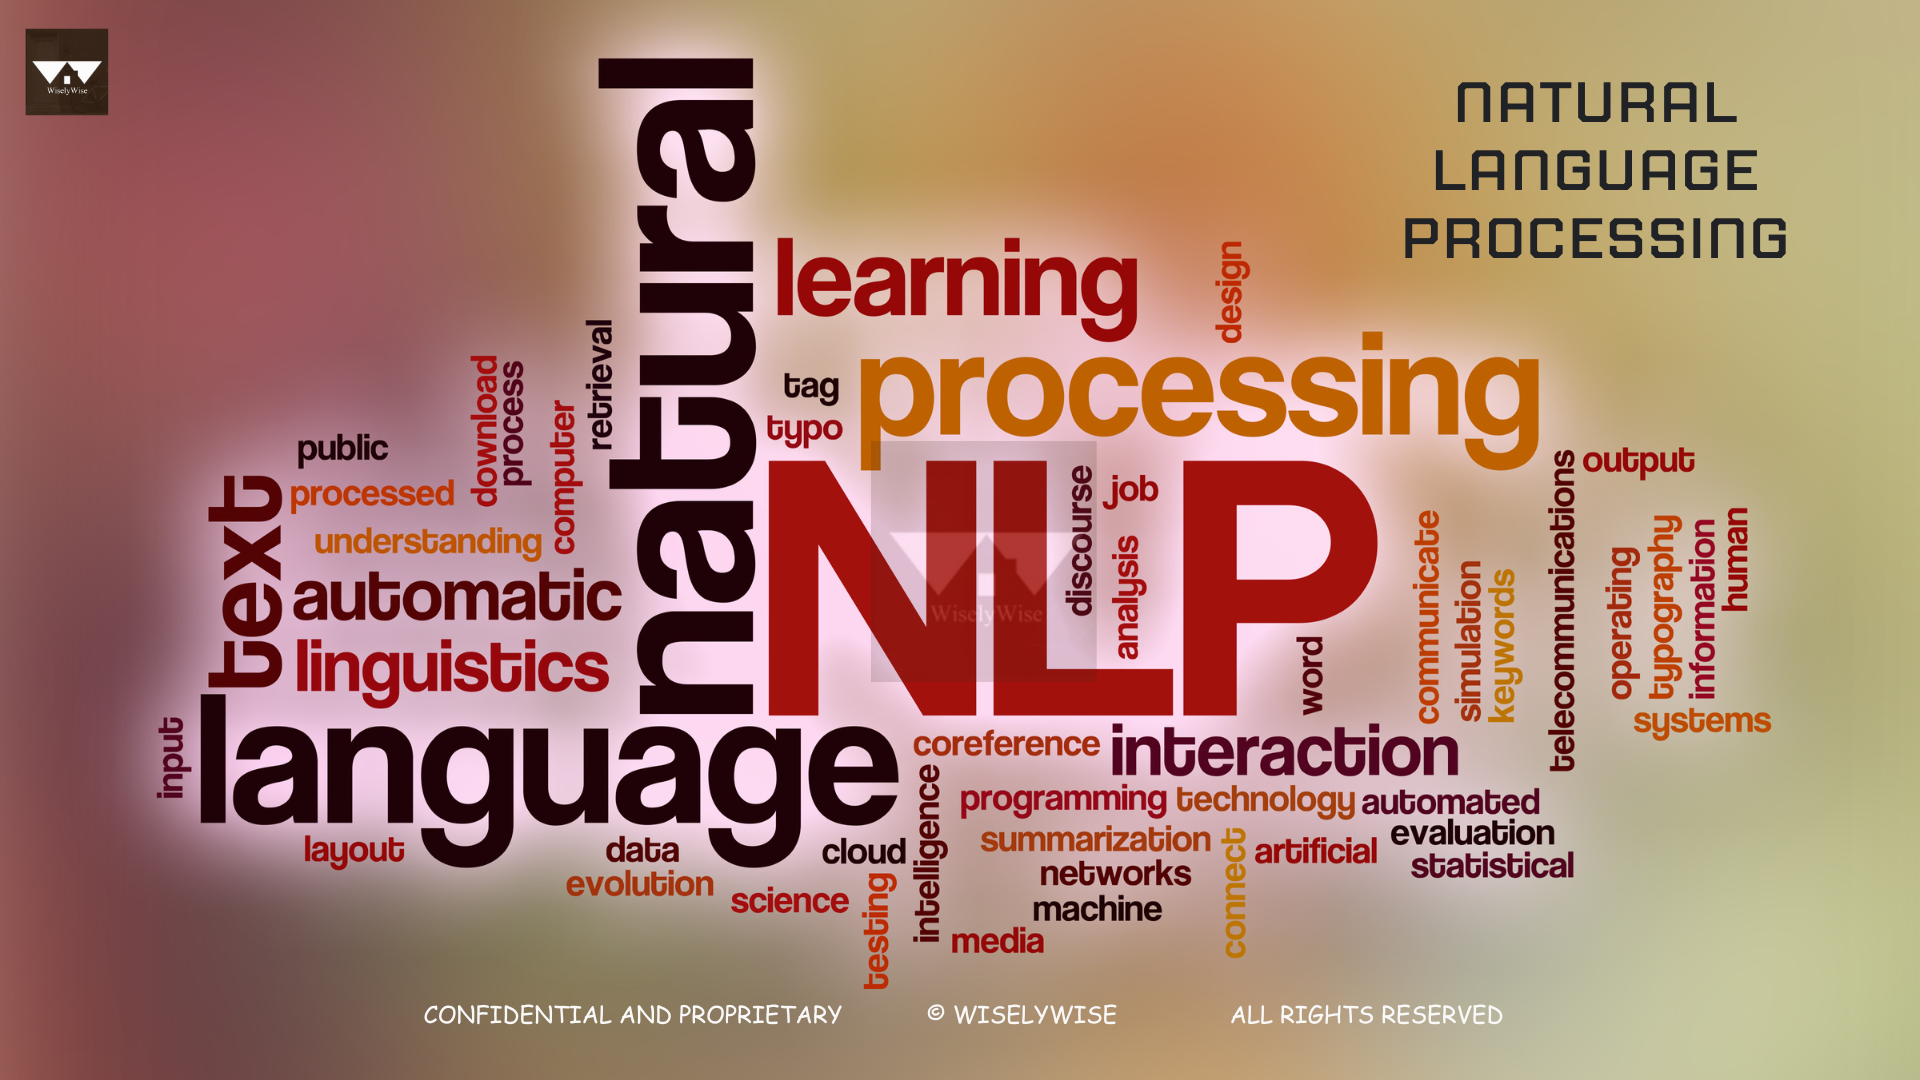 WiselyWise
NATURAL
LANGUAGE
PROCESSING
natural
learning
design
processing
tag
typo
retrieval
download
process
computer
public
processed
understanding
text
automatic
linguistics
NLP
discourse
job
analysis
word
WiselyWise
output
telecommunications
communicate
simulation
keywords
operating
typography
information
human
systems
input
language
coreference
interaction
programming
technology
automated
evaluation
statistical
summarization
connect
artificial
networks
machine
media
intelligence
cloud
testing
science
data
evolution
layout
CONFIDENTIAL AND PROPRIETARY © WISELYWISE ALL RIGHTS RESERVED